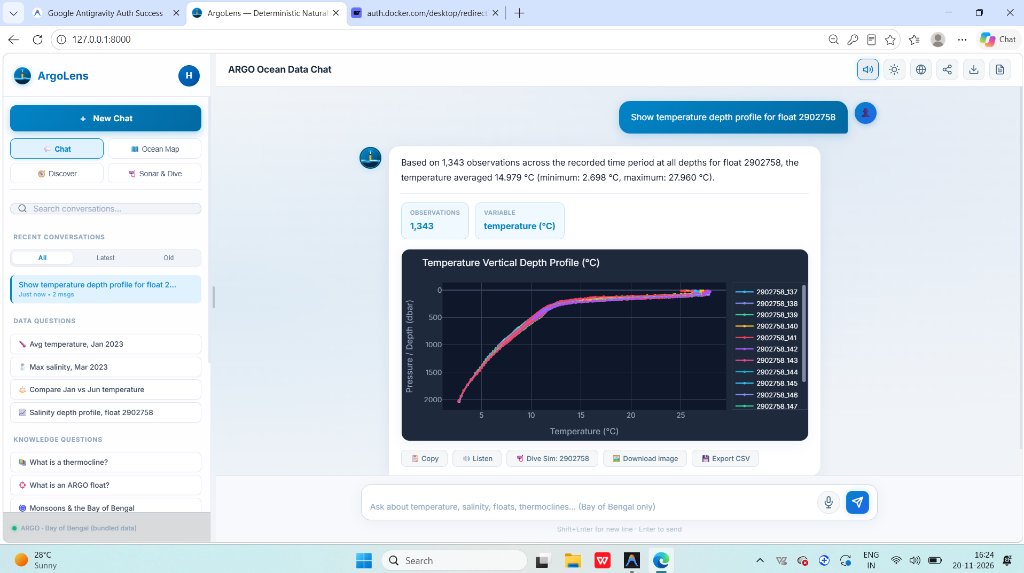 Google Antigravity Auth Success
ArgoLens — Deterministic Natural
auth.docker.com/desktop/redirec
127.0.0.1:8000
Chat
ArgoLens
H
ARGO Ocean Data Chat
+ New Chat
Chat
Ocean Map
Discover
Sonar & Dive
Search conversations...
RECENT CONVERSATIONS
All
Latest
Old
Show temperature depth profile for float 2...
Just now • 2 msgs
DATA QUESTIONS
Avg temperature, Jan 2023
Max salinity, Mar 2023
Compare Jan vs Jun temperature
Salinity depth profile, float 2902758
KNOWLEDGE QUESTIONS
What is a thermocline?
What is an ARGO float?
Monsoons & the Bay of Bengal
ARGO · Bay of Bengal (bundled data)
Show temperature depth profile for float 2902758
Based on 1,343 observations across the recorded time period at all depths for float 2902758, the
temperature averaged 14.979 °C (minimum: 2.698 °C, maximum: 27.960 °C).
OBSERVATIONS
1,343
VARIABLE
temperature (°C)
Temperature Vertical Depth Profile (°C)
Pressure / Depth (dbar)
0
500
1000
1500
2000
5
10
15
20
25
Temperature (°C)
2902758_137
2902758_138
2902758_139
2902758_140
2902758_141
2902758_142
2902758_143
2902758_144
2902758_145
2902758_146
2902758_147
Copy
Listen
Dive Sim: 2902758
Download image
Export CSV
Ask about temperature, salinity, floats, thermoclines... (Bay of Bengal only)
Shift+Enter for new line · Enter to send
28°C
Sunny
Search
ENG
IN
16:24
20-11-2026